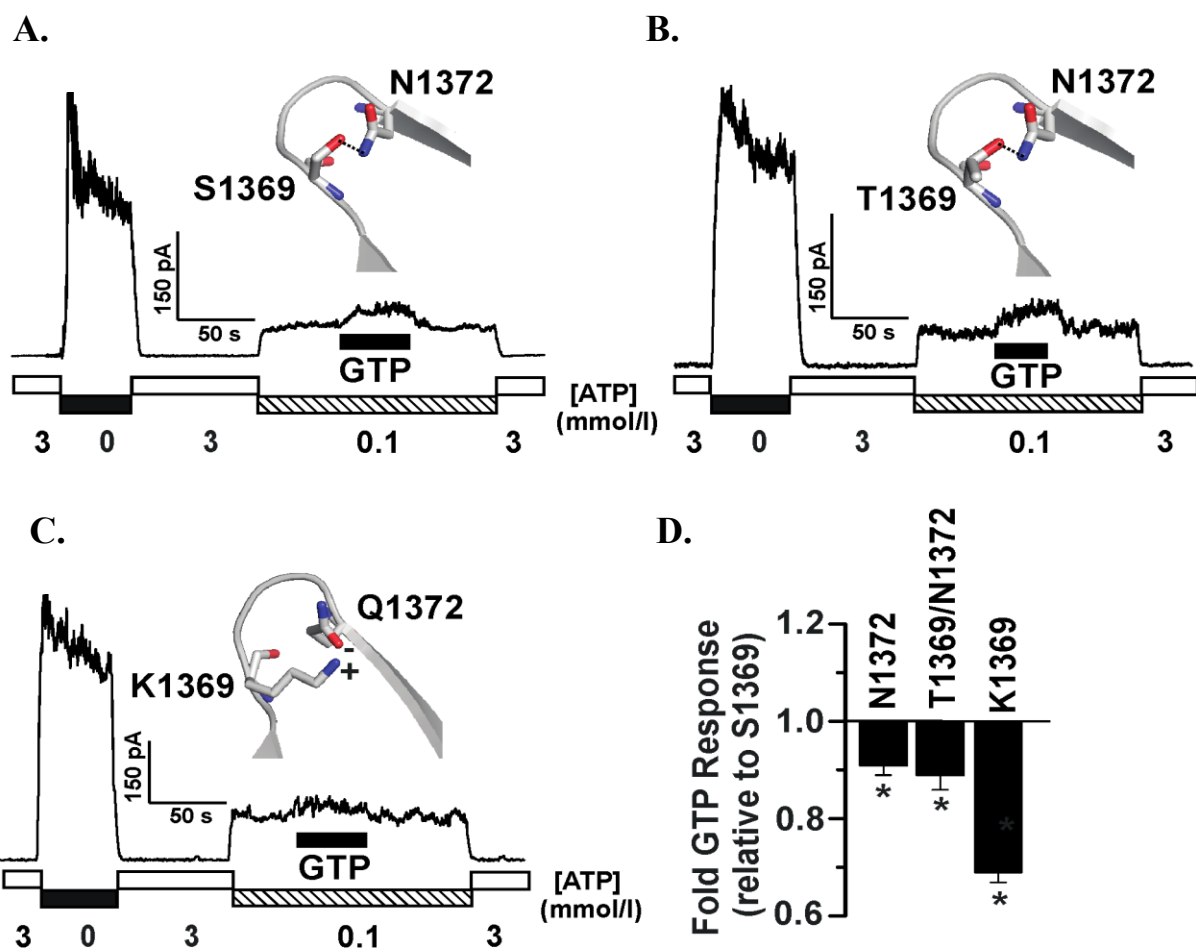 A.
N1372
S1369
150 pA
50 s
GTP
[ATP]
(mmol/l)
3 0 3 0.1 3
B.
N1372
T1369
150 pA
50 s
GTP
3 0 3 0.1 3
C.
Q1372
-
+
K1369
150 pA
50 s
GTP
[ATP]
(mmol/l)
3 0 3 0.1 3
D.
N1372
T1369/N1372
K1369
Fold GTP Response
(relative to S1369)
1.2
1.0
0.8
0.6
* * *
*